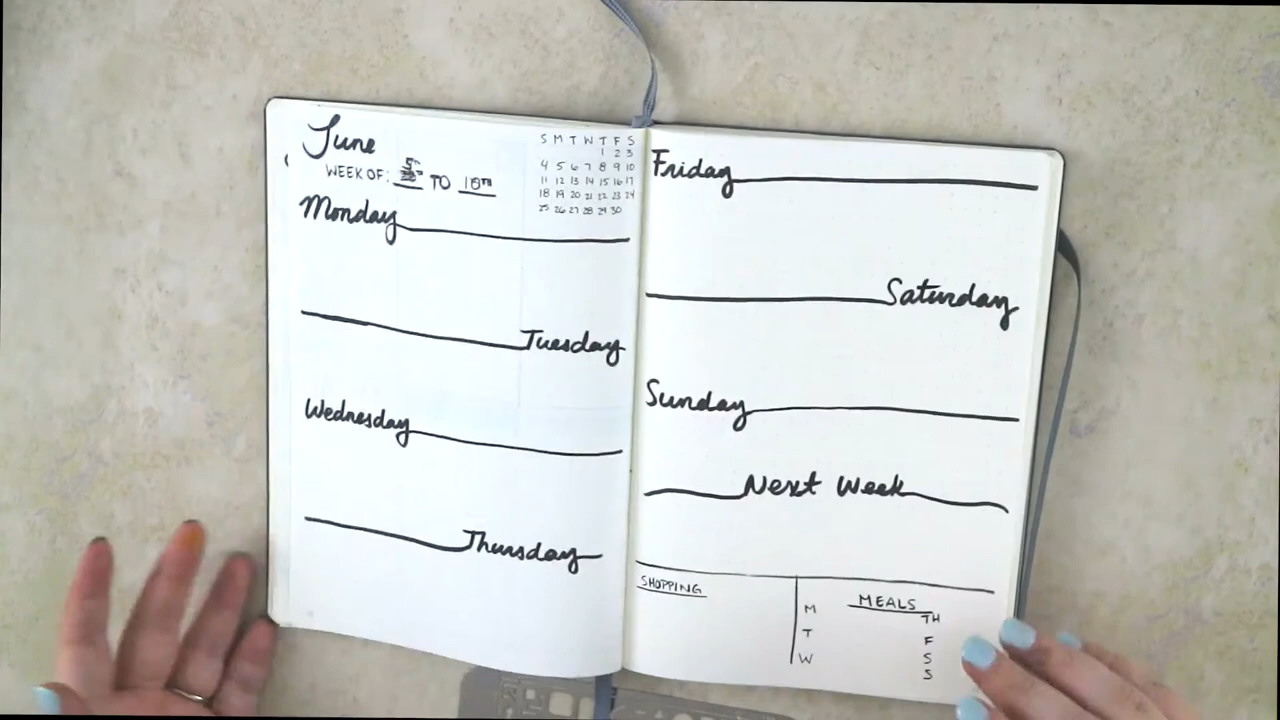 June
WEEK OF: 5TH TO 10TH
Monday
Tuesday
Wednesday
Thursday
S M T W T F S
1 2 3
4 5 6 7 8 9 10
11 12 13 14 15 16 17
18 19 20 21 22 23 24
25 26 27 28 29 30
Friday
Saturday
Sunday
Next Week
SHOPPING
MEALS
M
T
W
TH
F
S
S